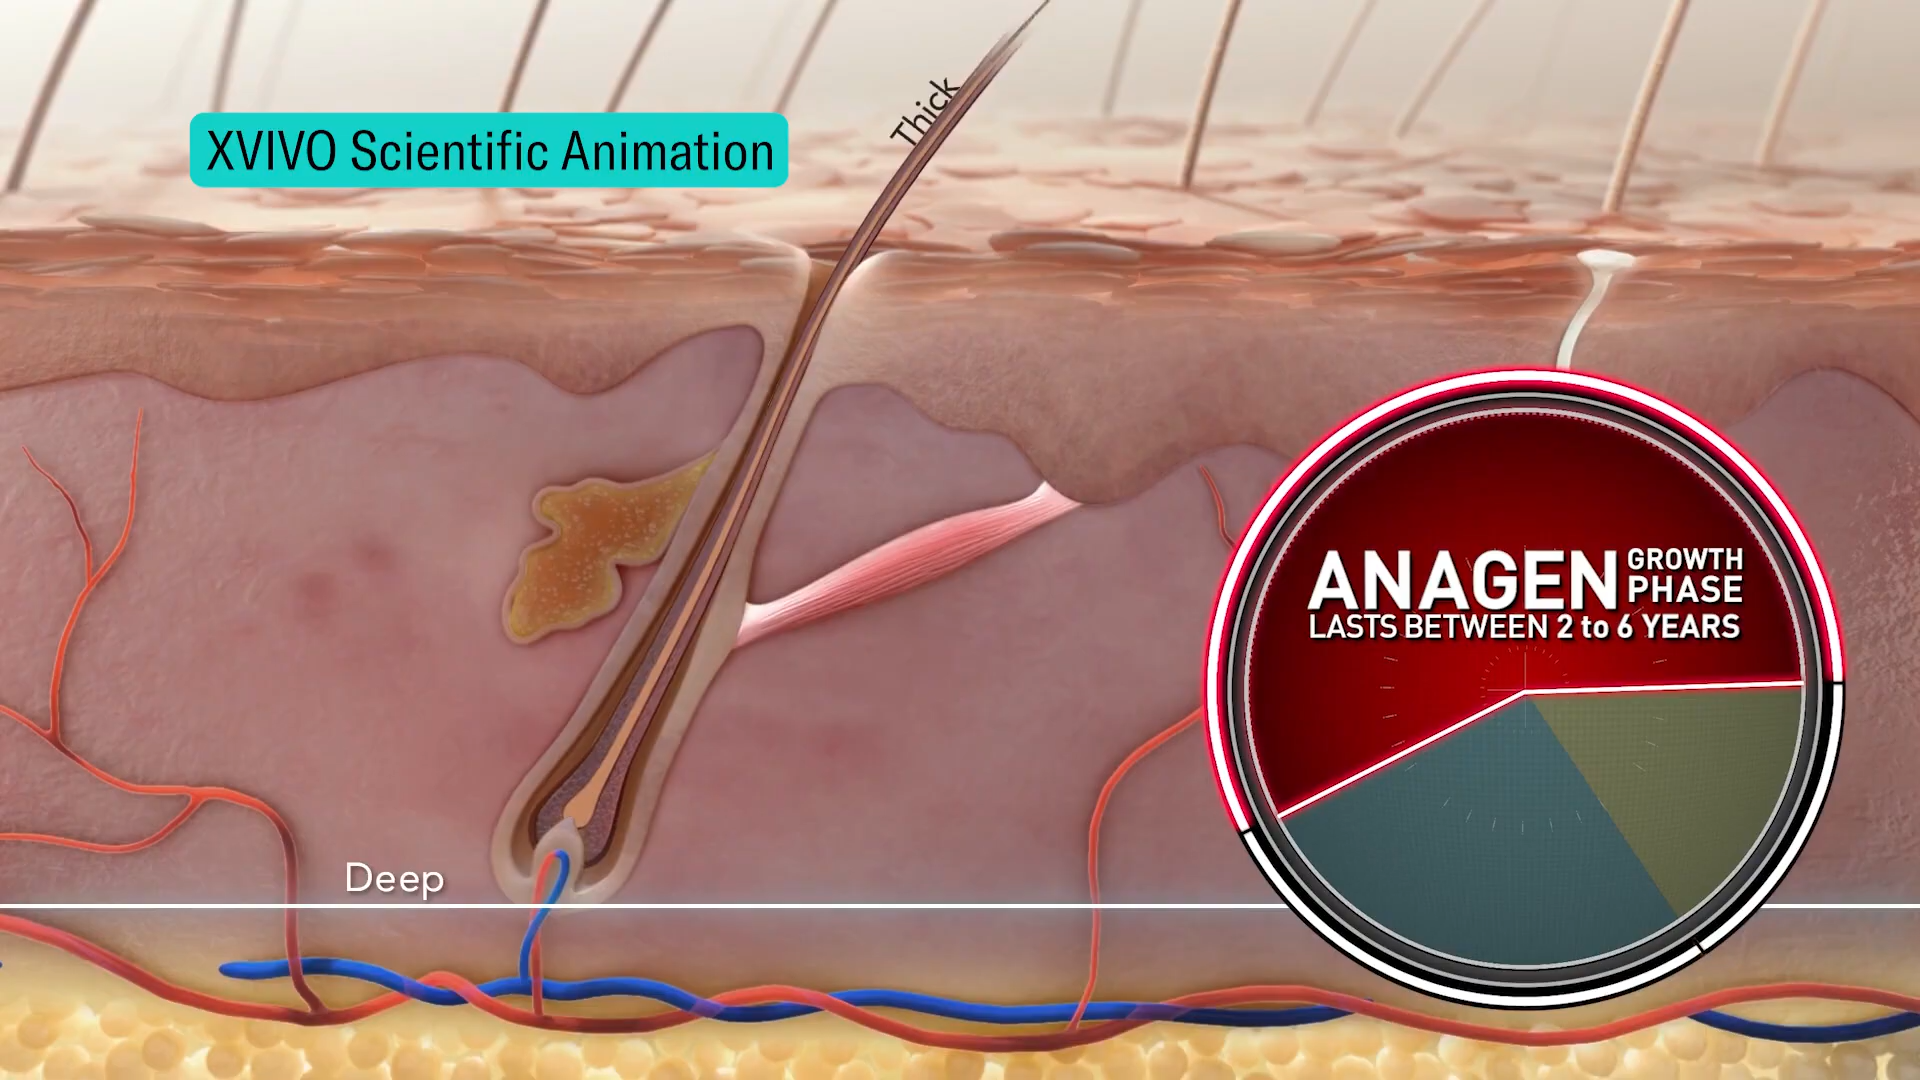 Thick
XVIVO Scientific Animation
ANAGEN GROWTH PHASE
LASTS BETWEEN 2 to 6 YEARS
Deep